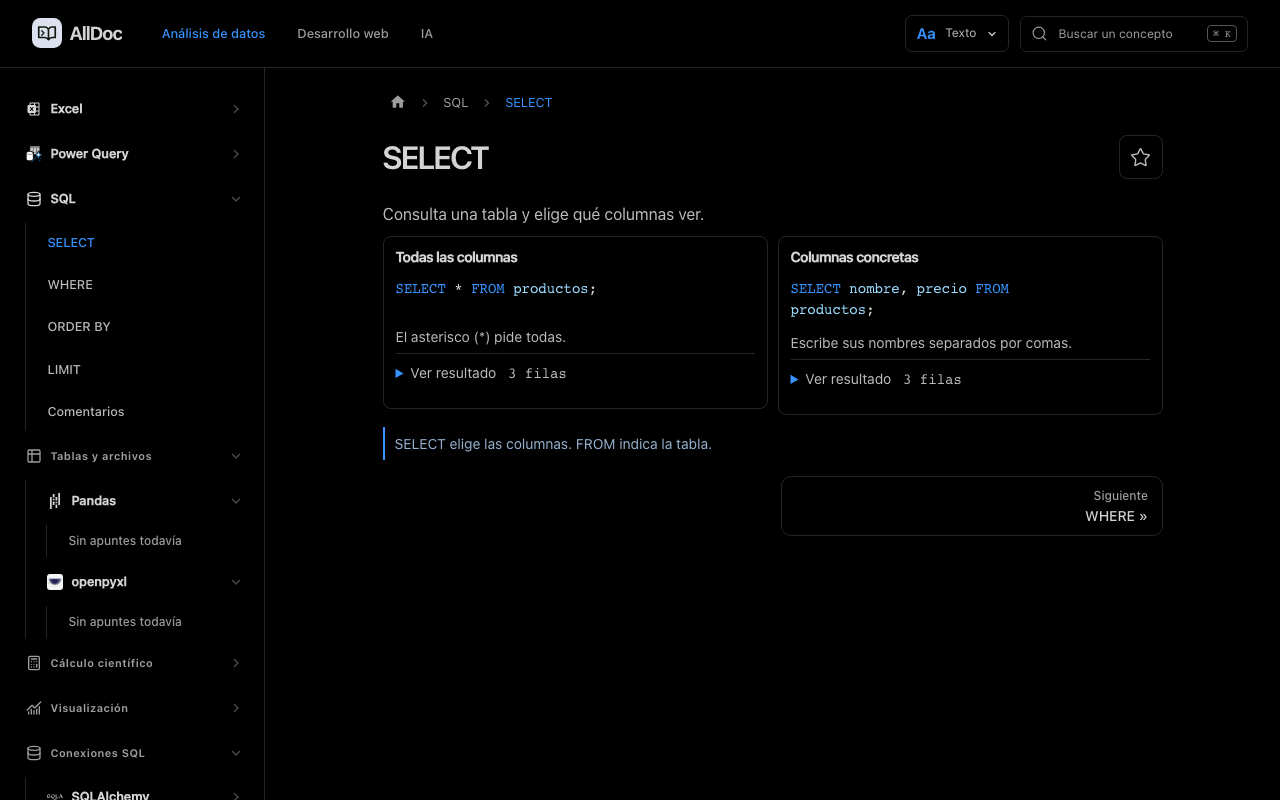 AllDoc
Análisis de datos
Desarrollo web
IA
Aa Texto
Buscar un concepto
⌘ K
Excel
Power Query
SQL
SELECT
WHERE
ORDER BY
LIMIT
Comentarios
Tablas y archivos
Pandas
Sin apuntes todavía
openpyxl
Sin apuntes todavía
Cálculo científico
Visualización
Conexiones SQL
SQLAlchemy
SQL
SELECT
SELECT
Consulta una tabla y elige qué columnas ver.
Todas las columnas
SELECT * FROM productos;
El asterisco (*) pide todas.
Ver resultado 3 filas
Columnas concretas
SELECT nombre, precio FROM
productos;
Escribe sus nombres separados por comas.
Ver resultado 3 filas
SELECT elige las columnas. FROM indica la tabla.
Siguiente
WHERE »